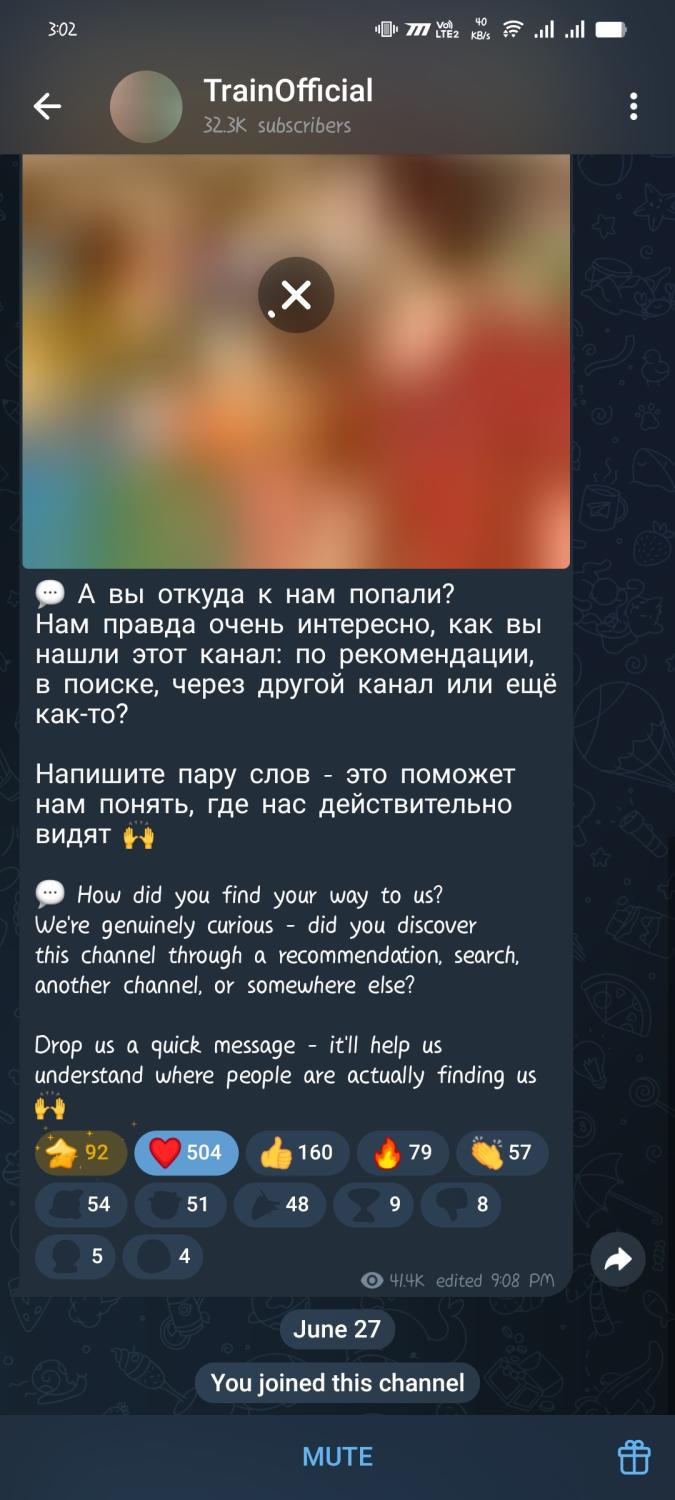 3:02
Vo)) LTE2
40 KB/s
TrainOfficial
32.3K subscribers
💬 А вы откуда к нам попали?
Нам правда очень интересно, как вы
нашли этот канал: по рекомендации,
в поиске, через другой канал или ещё
как-то?
Напишите пару слов - это поможет
нам понять, где нас действительно
видят 🙌
💬 How did you find your way to us?
We're genuinely curious - did you discover
this channel through a recommendation, search,
another channel, or somewhere else?
Drop us a quick message - it'll help us
understand where people are actually finding us
🙌
⭐ 92 ❤ 504 👍 160 🔥 79 👏 57
54 51 48 9 8
5 4
41.4K edited 9:08 PM
June 27
You joined this channel
MUTE